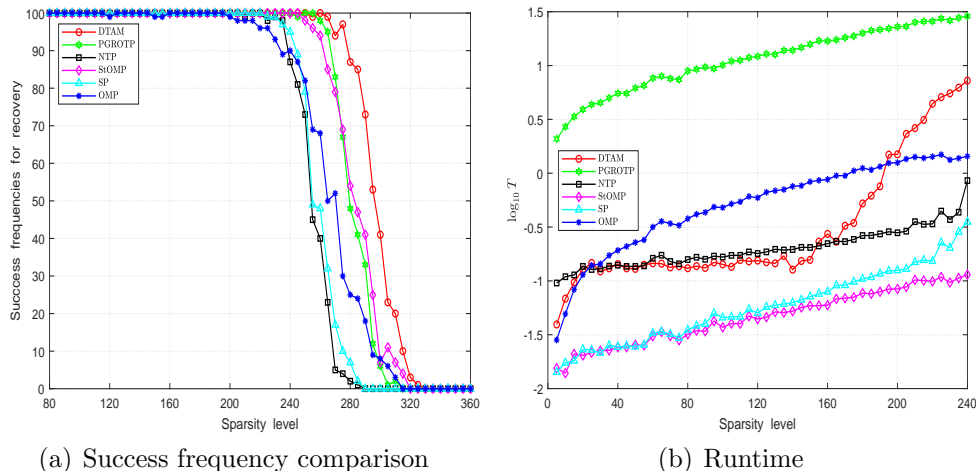 100
90
80
70
60
50
40
30
20
10
0
Success frequencies for recovery
DTAM
PGROTP
NTP
StOMP
SP
OMP
80 120 160 200 240 280 320 360
Sparsity level
(a) Success frequency comparison
1.5
1
0.5
0
-0.5
-1
-1.5
-2
log₁₀ T
DTAM
PGROTP
NTP
StOMP
SP
OMP
0 40 80 120 160 200 240
Sparsity level
(b) Runtime